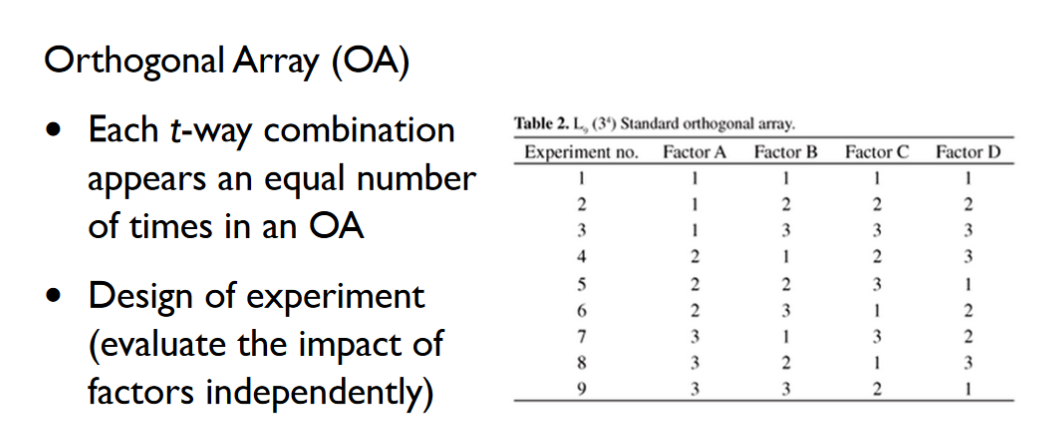 Orthogonal Array (OA)
• Each t-way combination
appears an equal number
of times in an OA
• Design of experiment
(evaluate the impact of
factors independently)
Table 2. L₉ (3⁴) Standard orthogonal array.
Experiment no. Factor A Factor B Factor C Factor D
1 1 1 1 1
2 1 2 2 2
3 1 3 3 3
4 2 1 2 3
5 2 2 3 1
6 2 3 1 2
7 3 1 3 2
8 3 2 1 3
9 3 3 2 1